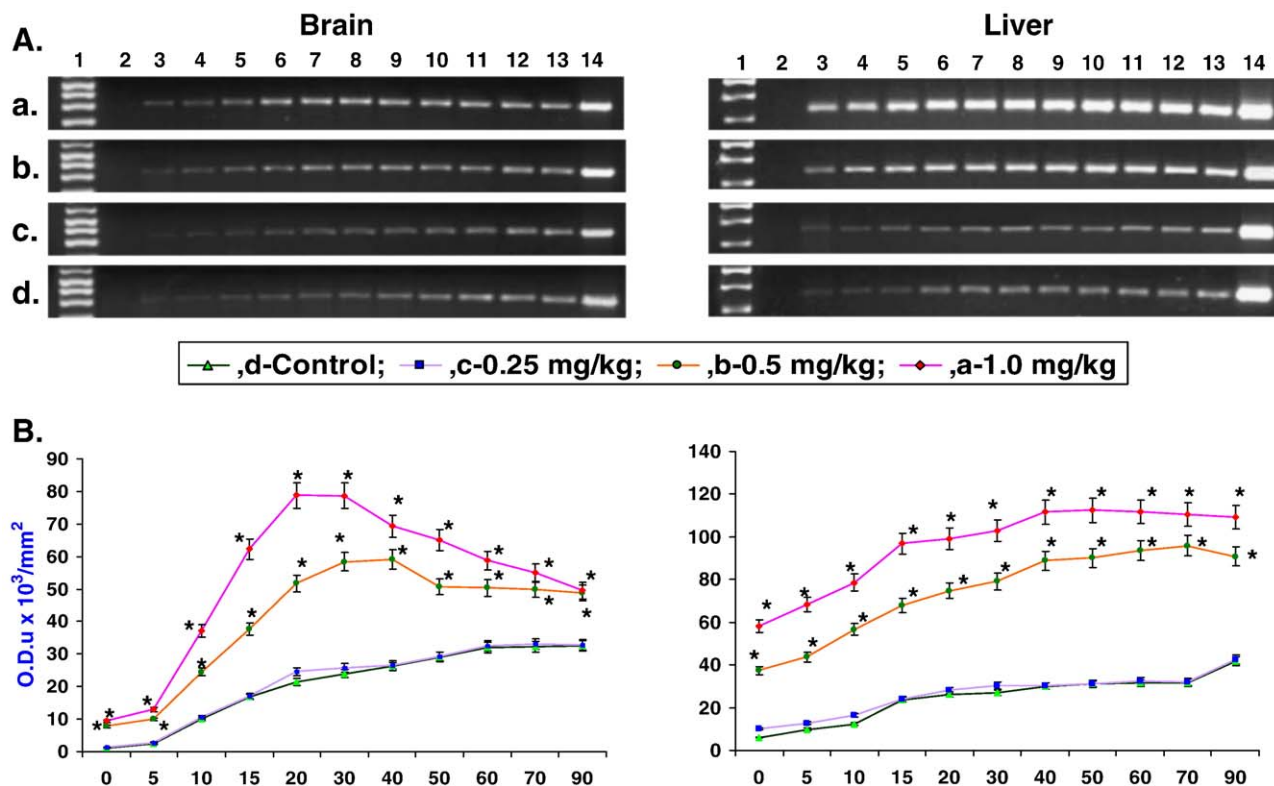 Brain Liver
A.
1 2 3 4 5 6 7 8 9 10 11 12 13 14 1 2 3 4 5 6 7 8 9 10 11 12 13 14
a.
b.
c.
d.
,d-Control; ,c-0.25 mg/kg; ,b-0.5 mg/kg; ,a-1.0 mg/kg
B.
O.D.u x 10³/mm²
90
80
70
60
50
40
30
20
10
0
0 5 10 15 20 30 40 50 60 70 90
140
120
100
80
60
40
20
0
0 5 10 15 20 30 40 50 60 70 90